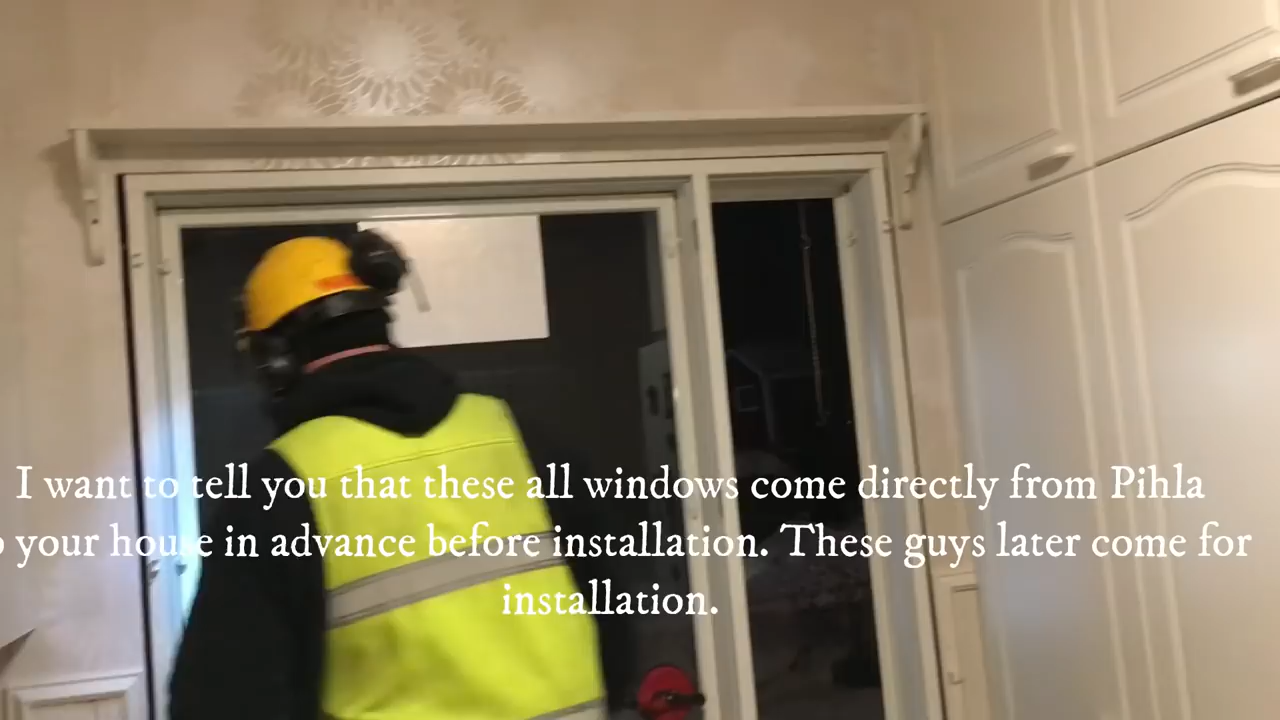 I want to tell you that these all windows come directly from Pihla
your house in advance before installation. These guys later come for
installation.